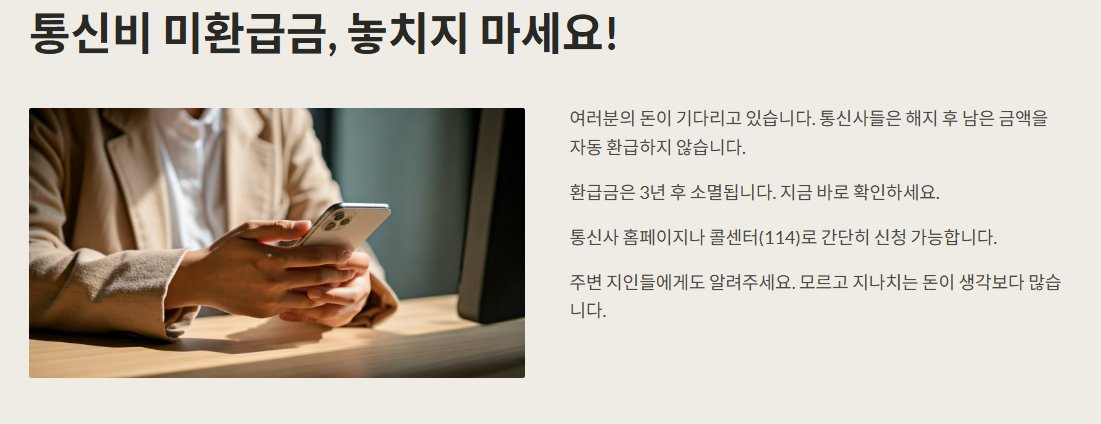 통신비 미환급금, 놓치지 마세요!
여러분의 돈이 기다리고 있습니다. 통신사들은 해지 후 남은 금액을
자동 환급하지 않습니다.
환급금은 3년 후 소멸됩니다. 지금 바로 확인하세요.
통신사 홈페이지나 콜센터(114)로 간단히 신청 가능합니다.
주변 지인들에게도 알려주세요. 모르고 지나치는 돈이 생각보다 많습
니다.